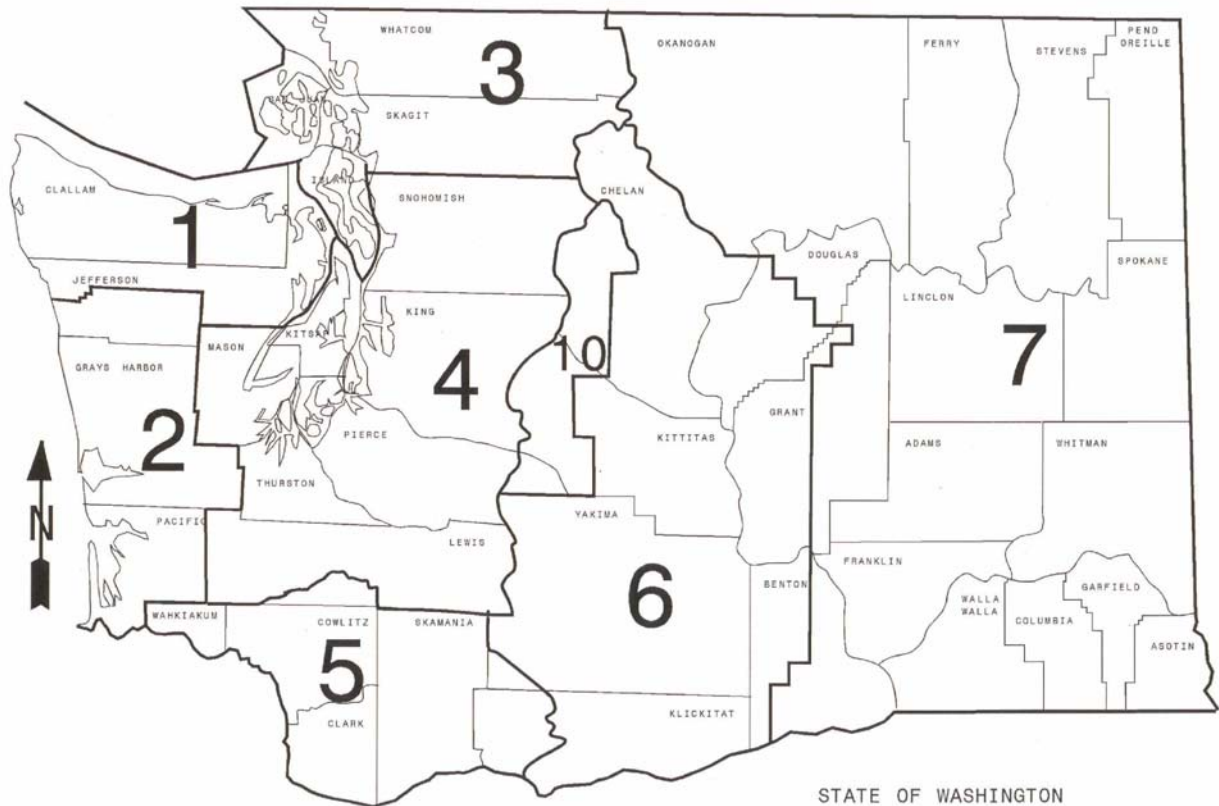 WHATCOM
3
OKANOGAN
FERRY
STEVENS
PEND
OREILLE
SAN JUAN
SKAGIT
ISLAND
CLALLAM
1
SNOHOMISH
CHELAN
JEFFERSON
DOUGLAS
SPOKANE
LINCLON
7
KING
KITSAP
MASON
10
GRAYS HARBOR
4
2
PIERCE
KITTITAS
GRANT
ADAMS
WHITMAN
THURSTON
N
PACIFIC
YAKIMA
LEWIS
6
BENTON
FRANKLIN
WALLA
WALLA
COLUMBIA
GARFIELD
WAHKIAKUM
COWLITZ
SKAMANIA
5
ASOTIN
CLARK
KLICKITAT
STATE OF WASHINGTON